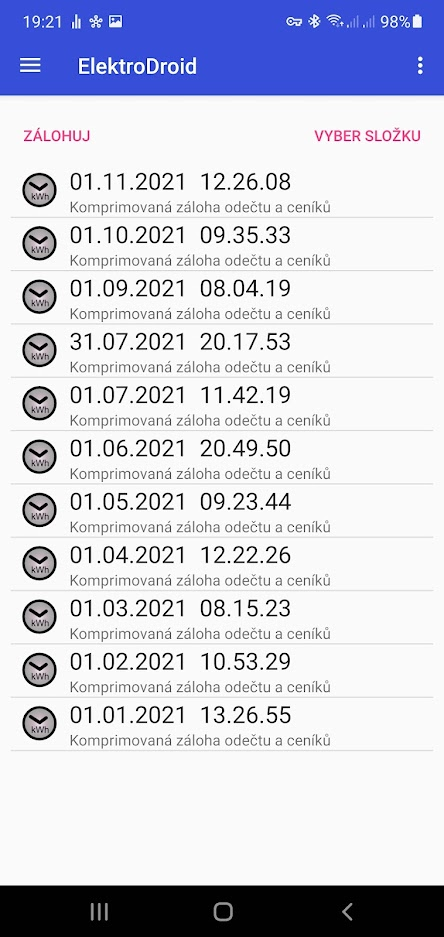 19:21 98%
ElektroDroid
ZÁLOHUJ VYBER SLOŽKU
01.11.2021 12.26.08
kWh
Komprimovaná záloha odečtu a ceníků
01.10.2021 09.35.33
kWh
Komprimovaná záloha odečtu a ceníků
01.09.2021 08.04.19
kWh
Komprimovaná záloha odečtu a ceníků
31.07.2021 20.17.53
kWh
Komprimovaná záloha odečtu a ceníků
01.07.2021 11.42.19
kWh
Komprimovaná záloha odečtu a ceníků
01.06.2021 20.49.50
kWh
Komprimovaná záloha odečtu a ceníků
01.05.2021 09.23.44
kWh
Komprimovaná záloha odečtu a ceníků
01.04.2021 12.22.26
kWh
Komprimovaná záloha odečtu a ceníků
01.03.2021 08.15.23
kWh
Komprimovaná záloha odečtu a ceníků
01.02.2021 10.53.29
kWh
Komprimovaná záloha odečtu a ceníků
01.01.2021 13.26.55
kWh
Komprimovaná záloha odečtu a ceníků